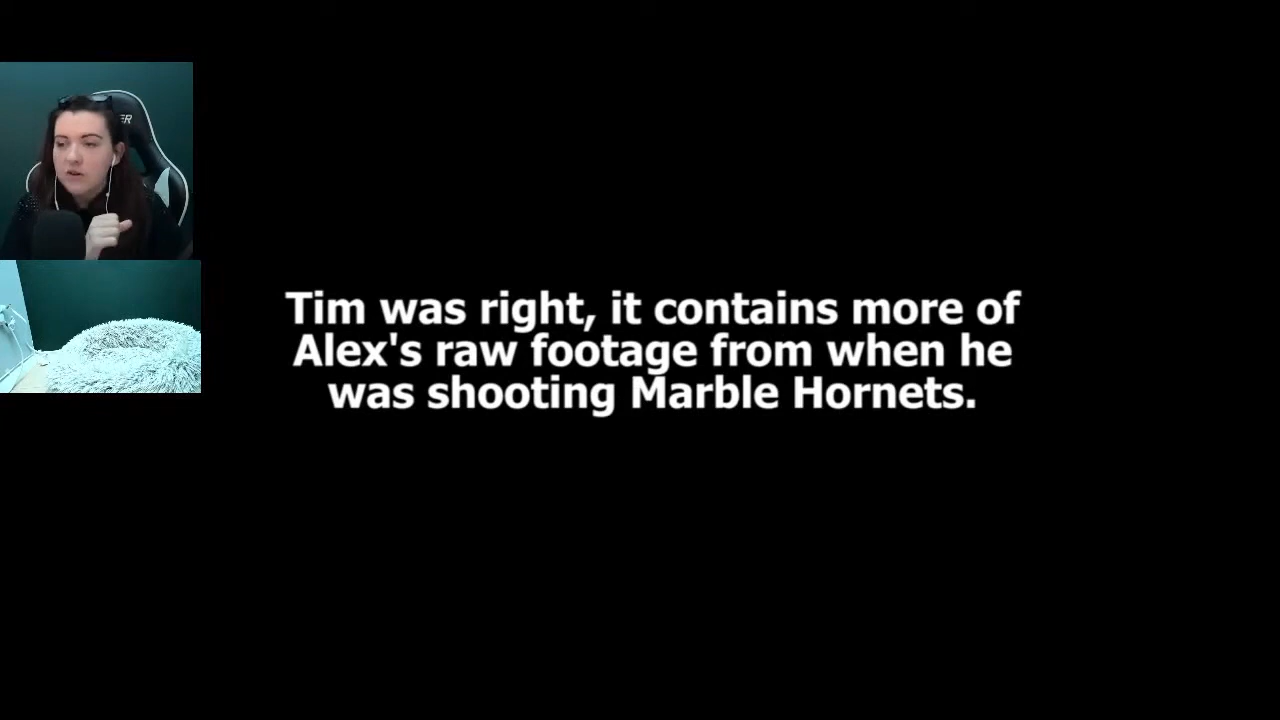 Tim was right, it contains more of
Alex's raw footage from when he
was shooting Marble Hornets.